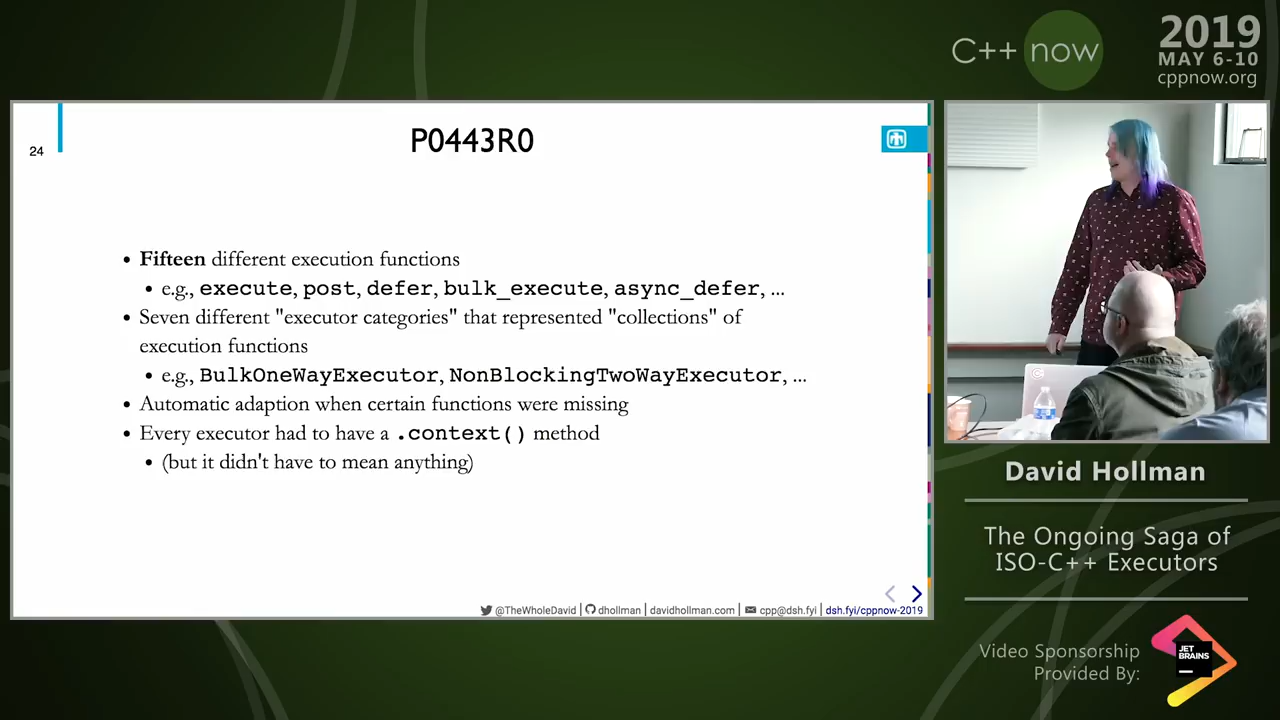 C++ now
2019
MAY 6-10
cppnow.org
24
P0443R0
• Fifteen different execution functions
• e.g., execute, post, defer, bulk_execute, async_defer, ...
• Seven different "executor categories" that represented "collections" of
execution functions
• e.g., BulkOneWayExecutor, NonBlockingTwoWayExecutor, ...
• Automatic adaption when certain functions were missing
• Every executor had to have a .context() method
• (but it didn't have to mean anything)
@TheWholeDavid | dhollman | davidhollman.com | cpp@dsh.fyi | dsh.fyi/cppnow-2019
David Hollman
The Ongoing Saga of
ISO-C++ Executors
Video Sponsorship
Provided By:
JET
BRAINS